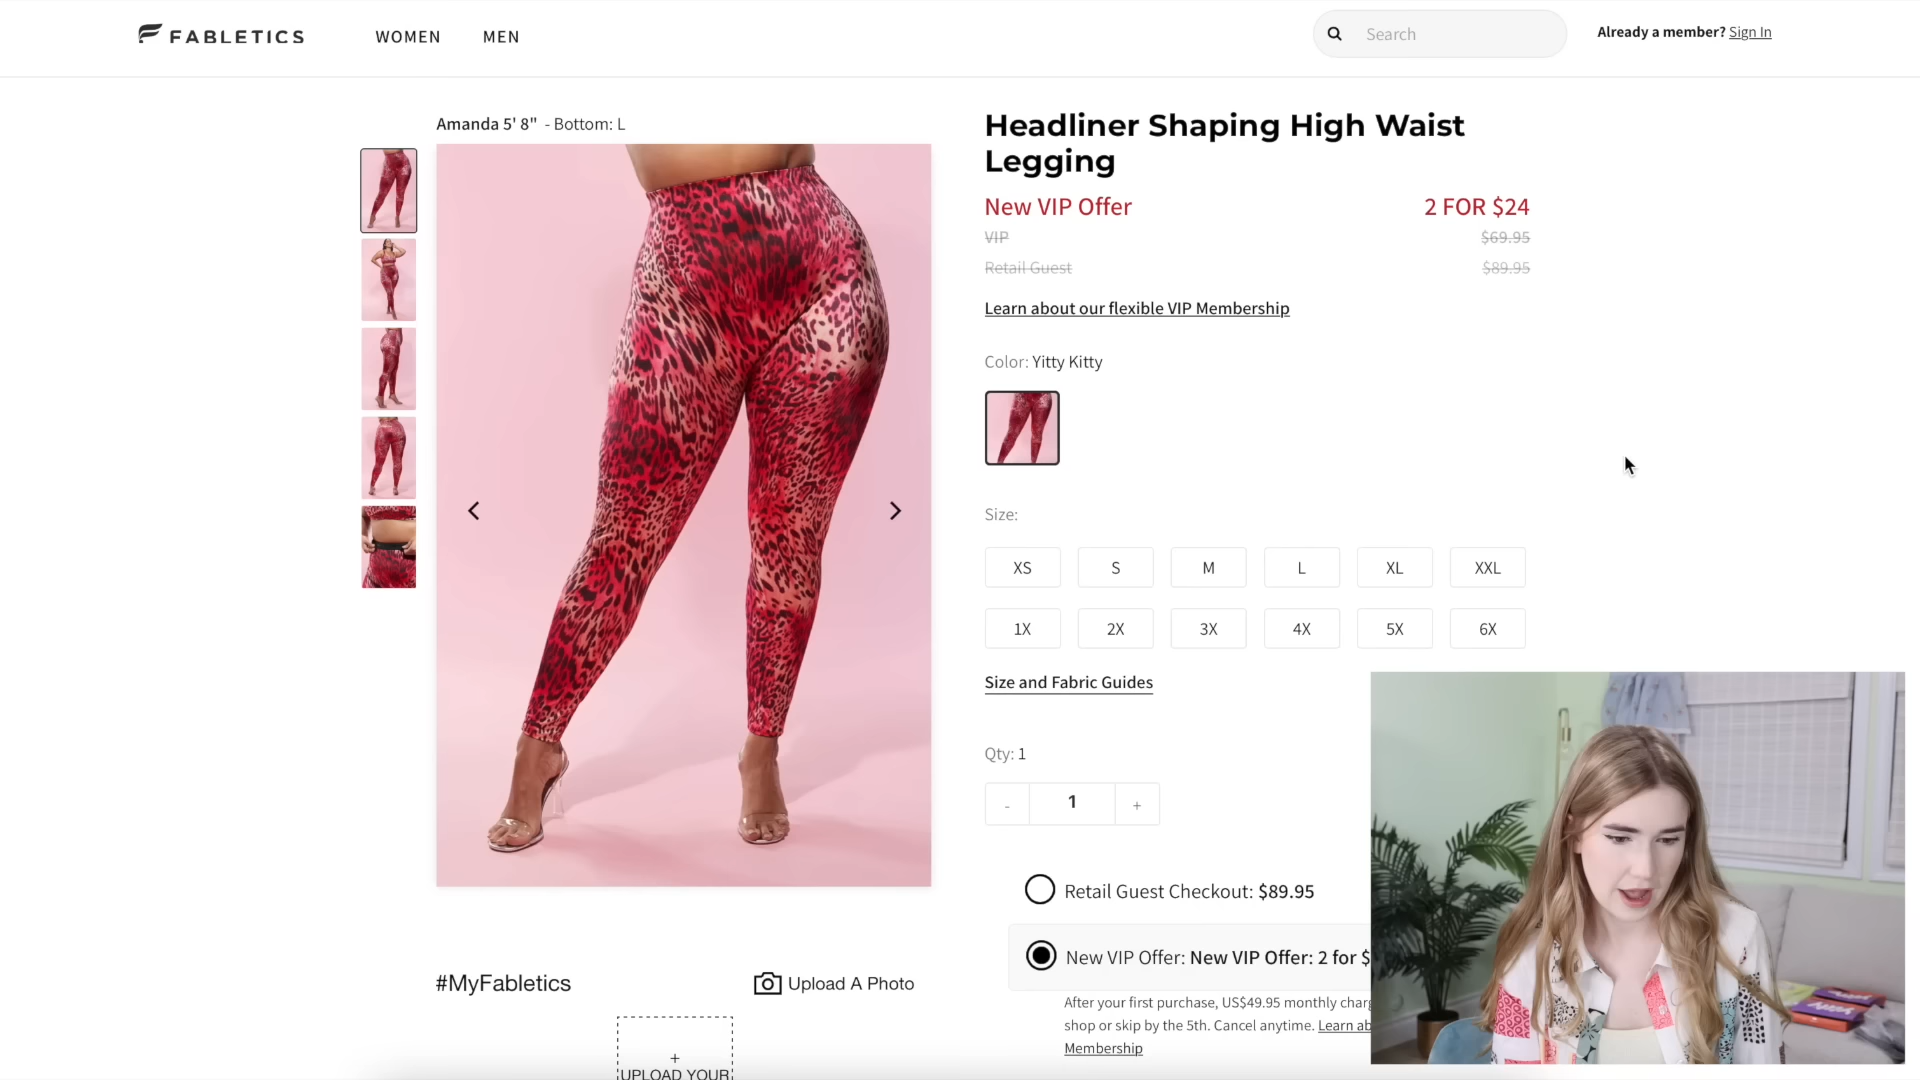 FABLETICS
WOMEN
MEN
Search
Already a member? Sign In
Amanda 5' 8" - Bottom: L
Headliner Shaping High Waist
Legging
New VIP Offer 2 FOR $24
VIP $69.95
Retail Guest $89.95
Learn about our flexible VIP Membership
Color: Yitty Kitty
Size:
XS S M L XL XXL
1X 2X 3X 4X 5X 6X
Size and Fabric Guides
Qty: 1
- 1 +
Retail Guest Checkout: $89.95
New VIP Offer: New VIP Offer: 2 for $
After your first purchase, US$49.95 monthly
shop or skip by the 5th. Cancel anytime. Learn
Membership
#MyFabletics
Upload A Photo
+
UPLOAD YOUR